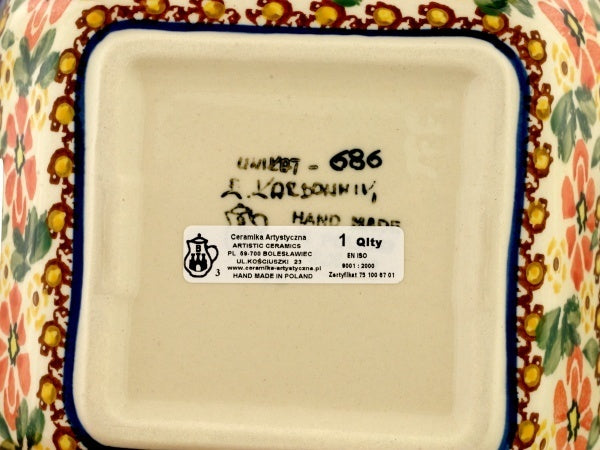 UNIKAT - 686
HAND MADE
B
3
Ceramika Artystyczna
ARTISTIC CERAMICS
PL. 59-700 BOLESŁAWIEC
UL.KOŚCIUSZKI 23
www.ceramika-artystyczna.pl
HAND MADE IN POLAND
1 Qlty
EN ISO
9001 : 2000
Zertyfikat 75 100 67 01